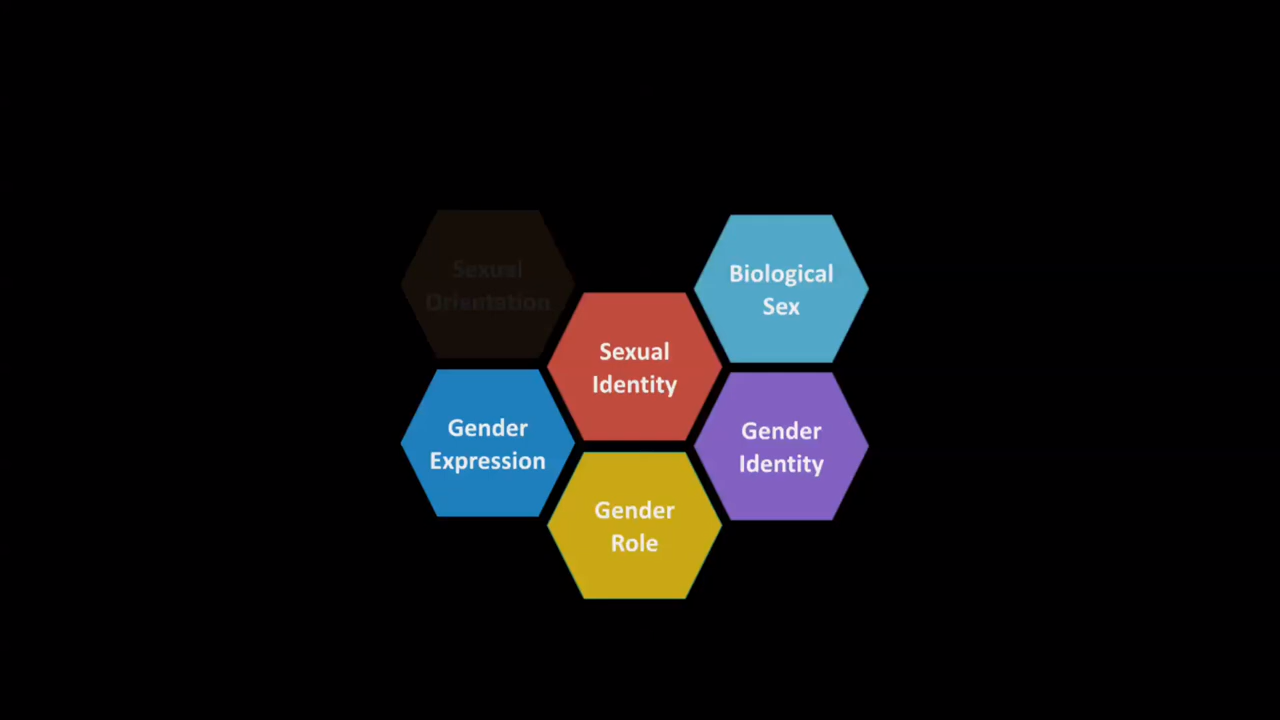 Sexual
Orientation
Biological
Sex
Sexual
Identity
Gender
Expression
Gender
Identity
Gender
Role